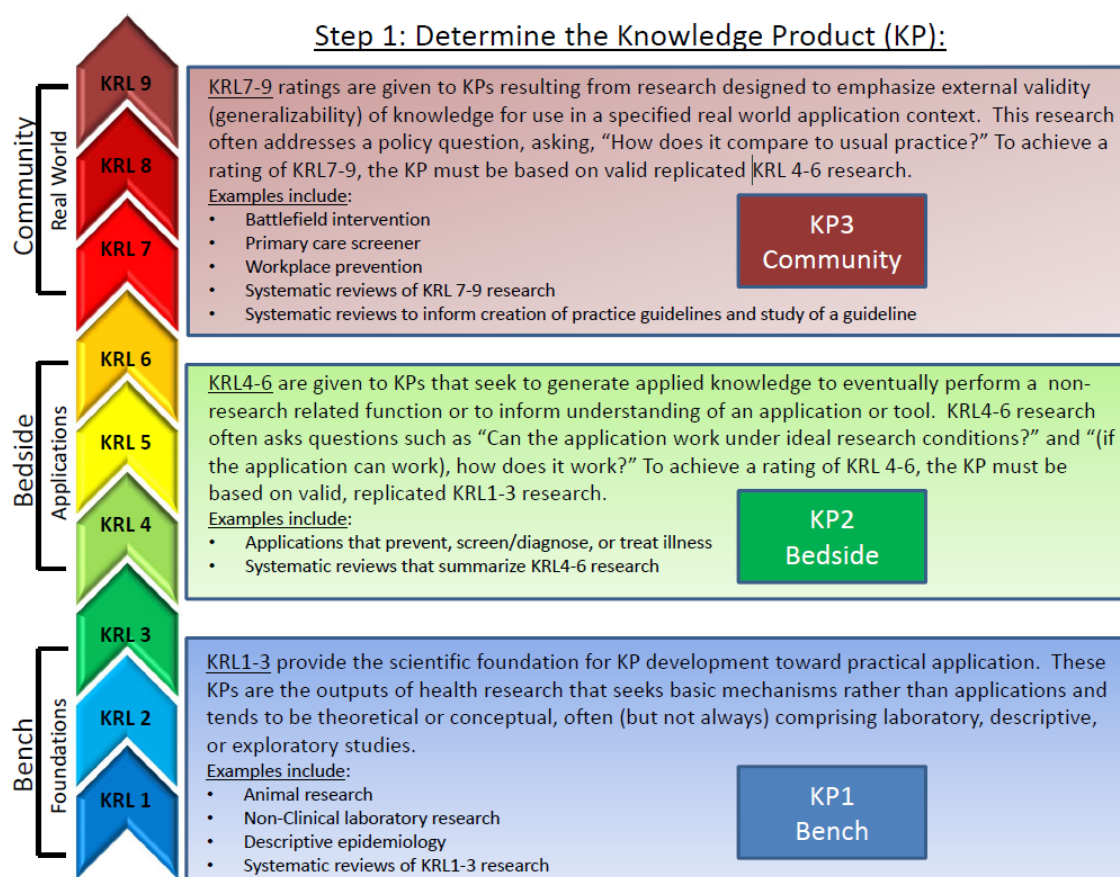 Step 1: Determine the Knowledge Product (KP):
Community
Real World
KRL 9
KRL 8
KRL 7
KRL7-9 ratings are given to KPs resulting from research designed to emphasize external validity
(generalizability) of knowledge for use in a specified real world application context. This research
often addresses a policy question, asking, “How does it compare to usual practice?” To achieve a
rating of KRL7-9, the KP must be based on valid replicated KRL 4-6 research.
Examples include:
• Battlefield intervention
• Primary care screener
• Workplace prevention
• Systematic reviews of KRL 7-9 research
• Systematic reviews to inform creation of practice guidelines and study of a guideline
KP3
Community
Bedside
Applications
KRL 6
KRL 5
KRL 4
KRL4-6 are given to KPs that seek to generate applied knowledge to eventually perform a non-
research related function or to inform understanding of an application or tool. KRL4-6 research
often asks questions such as “Can the application work under ideal research conditions?” and “(if
the application can work), how does it work?” To achieve a rating of KRL 4-6, the KP must be
based on valid, replicated KRL1-3 research.
Examples include:
• Applications that prevent, screen/diagnose, or treat illness
• Systematic reviews that summarize KRL4-6 research
KP2
Bedside
Bench
Foundations
KRL 3
KRL 2
KRL 1
KRL1-3 provide the scientific foundation for KP development toward practical application. These
KPs are the outputs of health research that seeks basic mechanisms rather than applications and
tends to be theoretical or conceptual, often (but not always) comprising laboratory, descriptive,
or exploratory studies.
Examples include:
• Animal research
• Non-Clinical laboratory research
• Descriptive epidemiology
• Systematic reviews of KRL1-3 research
KP1
Bench